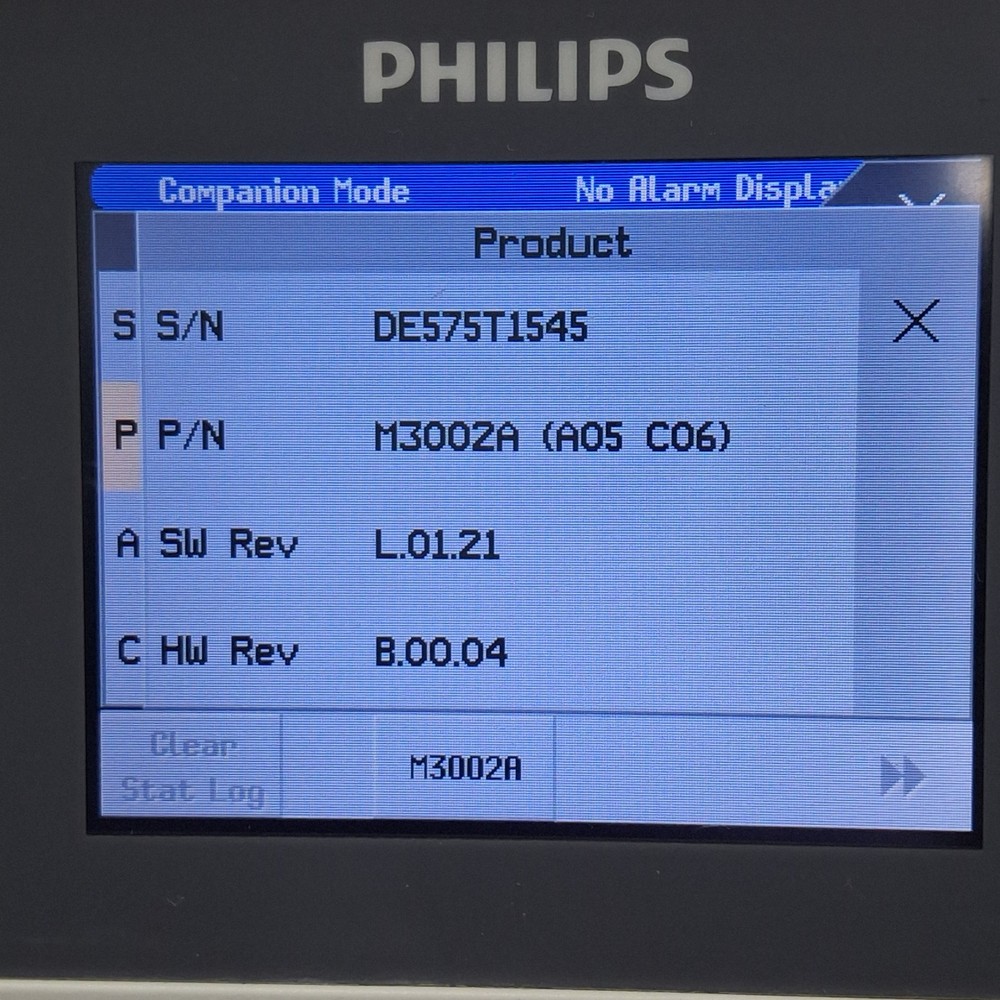 PHILIPS
Companion Mode No Alarm
Product
S S/N DE575T1545
P P/N M3002A (A05 C06)
A SW Rev L.01.21
C HW Rev B.00.04
Clear
Stat Log
M3002A